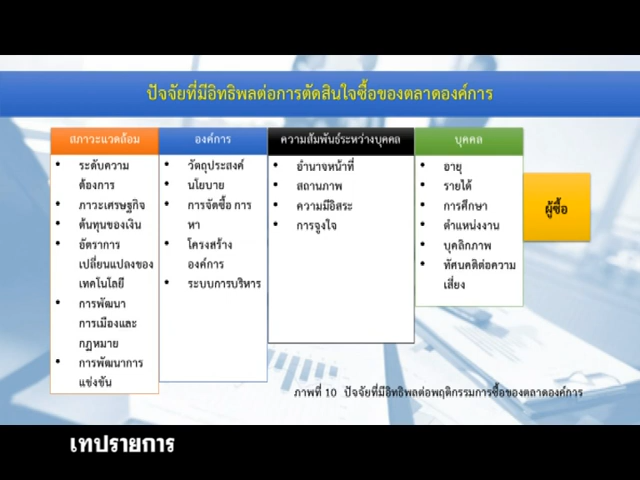 ปัจจัยที่มีอิทธิพลต่อการตัดสินใจซื้อของตลาดองค์การ
สภาวะแวดล้อม
• ระดับความ
ต้องการ
• ภาวะเศรษฐกิจ
• ต้นทุนของเงิน
• อัตราการ
เปลี่ยนแปลงของ
เทคโนโลยี
• การพัฒนา
การเมืองและ
กฎหมาย
• การพัฒนาการ
แข่งขัน
องค์การ
• วัตถุประสงค์
• นโยบาย
• การจัดซื้อ การ
หา
• โครงสร้าง
องค์การ
• ระบบการบริหาร
ความสัมพันธ์ระหว่างบุคคล
• อำนาจหน้าที่
• สถานภาพ
• ความมีอิสระ
• การจูงใจ
บุคคล
• อายุ
• รายได้
• การศึกษา
• ตำแหน่งงาน
• บุคลิกภาพ
• ทัศนคติต่อความ
เสี่ยง
ผู้ซื้อ
ภาพที่ 10 ปัจจัยที่มีอิทธิพลต่อพฤติกรรมการซื้อของตลาดองค์การ
เทปรายการ